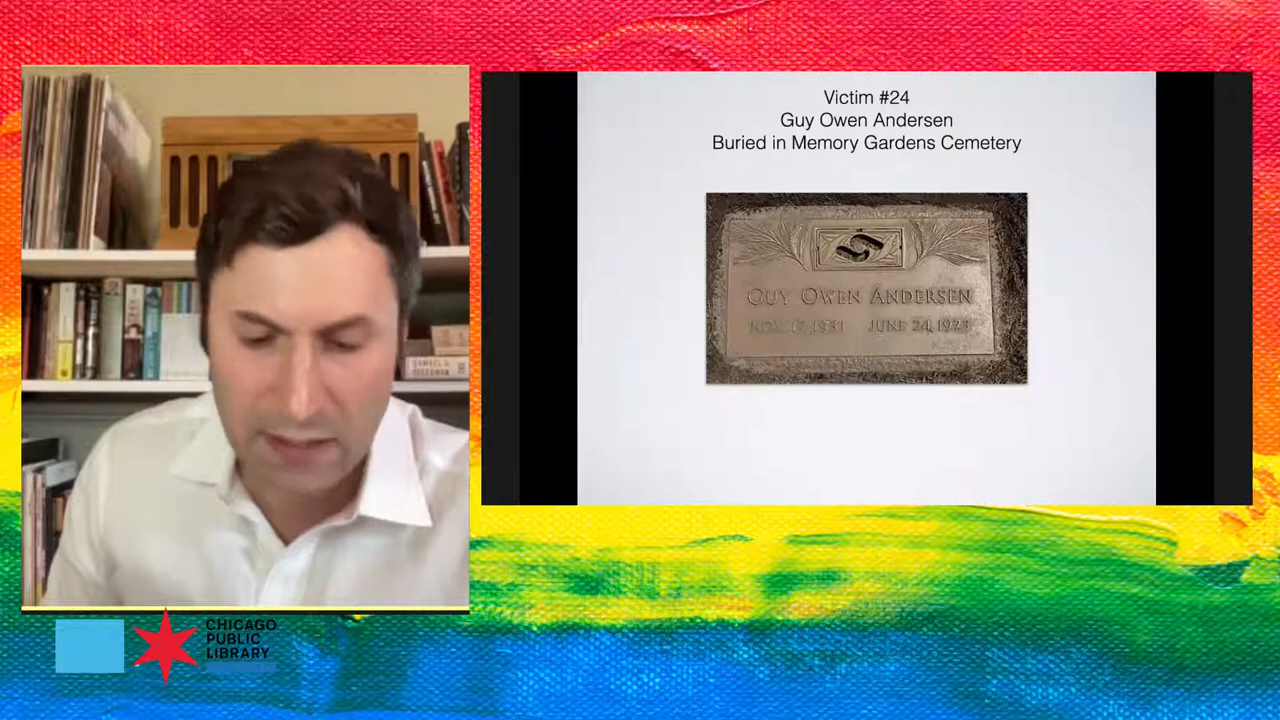 Victim #24
Guy Owen Andersen
Buried in Memory Gardens Cemetery
GUY OWEN ANDERSEN
NOV. 17, 1931 JUNE 24, 1973
CHICAGO
PUBLIC
LIBRARY